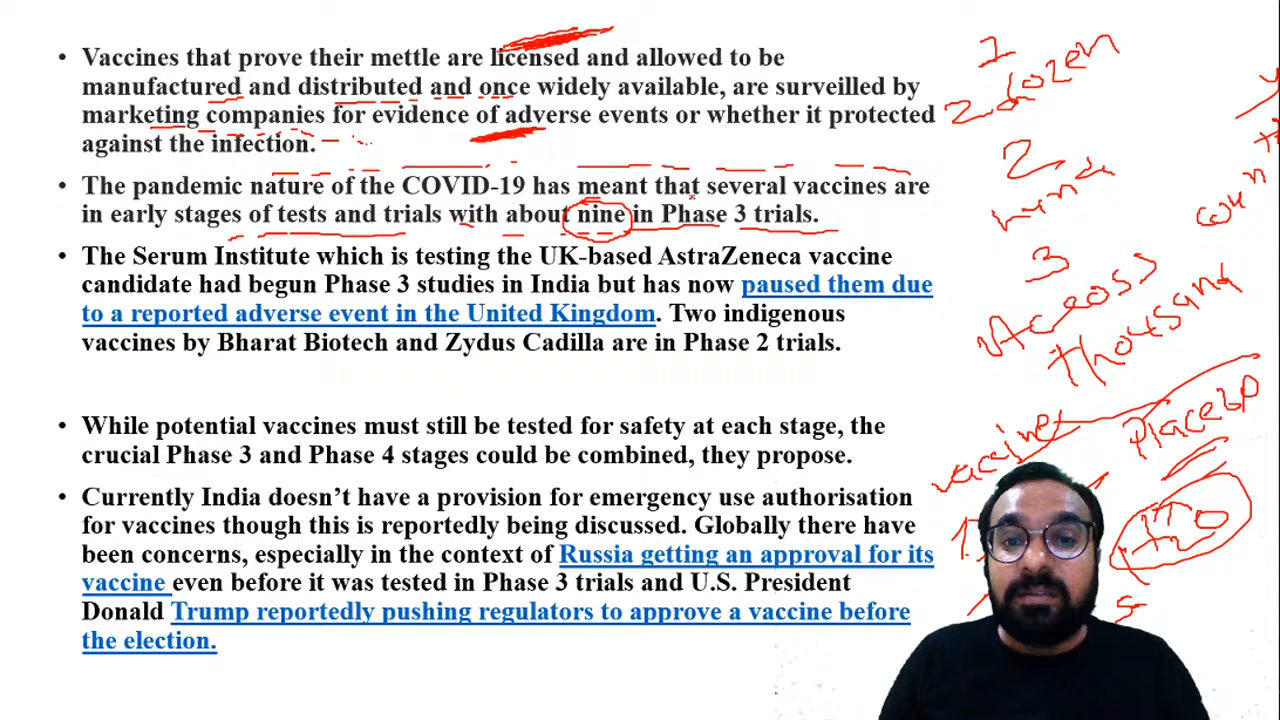 • Vaccines that prove their mettle are licensed and allowed to be
manufactured and distributed and once widely available, are surveilled by
marketing companies for evidence of adverse events or whether it protected
against the infection.
• The pandemic nature of the COVID-19 has meant that several vaccines are
in early stages of tests and trials with about nine in Phase 3 trials.
• The Serum Institute which is testing the UK-based AstraZeneca vaccine
candidate had begun Phase 3 studies in India but has now paused them due
to a reported adverse event in the United Kingdom. Two indigenous
vaccines by Bharat Biotech and Zydus Cadilla are in Phase 2 trials.
• While potential vaccines must still be tested for safety at each stage, the
crucial Phase 3 and Phase 4 stages could be combined, they propose.
• Currently India doesn’t have a provision for emergency use authorisation
for vaccines though this is reportedly being discussed. Globally there have
been concerns, especially in the context of Russia getting an approval for its
vaccine even before it was tested in Phase 3 trials and U.S. President
Donald Trump reportedly pushing regulators to approve a vaccine before
the election.
1
2 dozen
2
3
Thousand
vaccines
Placebo
H2O